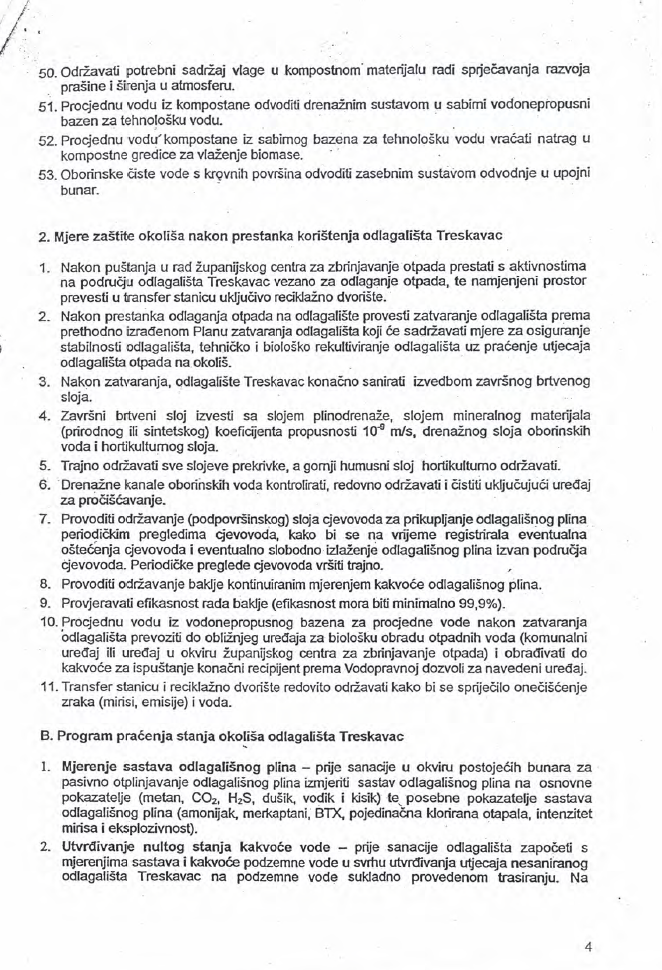 50. Održavati potrebni sadržaj vlage u kompostnom materijalu radi sprječavanja razvoja
prašine i širenja u atmosferu.
51. Procjednu vodu iz kompostane odvoditi drenažnim sustavom u sabirni vodonepropusni
bazen za tehnološku vodu.
52. Procjednu vodu kompostane iz sabirnog bazena za tehnološku vodu vraćati natrag u
kompostne gredice za vlaženje biomase.
53. Oborinske čiste vode s krovnih površina odvoditi zasebnim sustavom odvodnje u upojni
bunar.
2. Mjere zaštite okoliša nakon prestanka korištenja odlagališta Treskavac
1. Nakon puštanja u rad županijskog centra za zbrinjavanje otpada prestati s aktivnostima
na području odlagališta Treskavac vezano za odlaganje otpada, te namjenjeni prostor
prevesti u transfer stanicu uključivo reciklažno dvorište.
2. Nakon prestanka odlaganja otpada na odlagalište provesti zatvaranje odlagališta prema
prethodno izrađenom Planu zatvaranja odlagališta koji će sadržavati mjere za osiguranje
stabilnosti odlagališta, tehničko i biološko rekultiviranje odlagališta uz praćenje utjecaja
odlagališta otpada na okoliš.
3. Nakon zatvaranja, odlagalište Treskavac konačno sanirati izvedbom završnog brtvenog
sloja.
4. Završni brtveni sloj izvesti sa slojem plinodrenaže, slojem mineralnog materijala
(prirodnog ili sintetskog) koeficijenta propusnosti 10⁻⁹ m/s, drenažnog sloja oborinskih
voda i hortikulturnog sloja.
5. Trajno održavati sve slojeve prekrivke, a gornji humusni sloj hortikulturno održavati.
6. Drenažne kanale oborinskih voda kontrolirati, redovno održavati i čistiti uključujući uređaj
za pročišćavanje.
7. Provoditi održavanje (podpovršinskog) sloja cjevovoda za prikupljanje odlagališnog plina
periodičkim pregledima cjevovoda, kako bi se na vrijeme registrirala eventualna
oštećenja cjevovoda i eventualno slobodno izlaženje odlagališnog plina izvan područja
cjevovoda. Periodičke preglede cjevovoda vršiti trajno.
8. Provoditi održavanje baklje kontinuiranim mjerenjem kakvoće odlagališnog plina.
9. Provjeravati efikasnost rada baklje (efikasnost mora biti minimalno 99,9%).
10. Procjednu vodu iz vodonepropusnog bazena za procjedne vode nakon zatvaranja
odlagališta prevoziti do obližnjeg uređaja za biološku obradu otpadnih voda (komunalni
uređaj ili uređaj u okviru županijskog centra za zbrinjavanje otpada) i obrađivati do
kakvoće za ispuštanje konačni recipijent prema Vodopravnoj dozvoli za navedeni uređaj.
11. Transfer stanicu i reciklažno dvorište redovito održavati kako bi se spriječilo onečišćenje
zraka (mirisi, emisije) i voda.
B. Program praćenja stanja okoliša odlagališta Treskavac
1. Mjerenje sastava odlagališnog plina – prije sanacije u okviru postojećih bunara za
pasivno otplinjavanje odlagališnog plina izmjeriti sastav odlagališnog plina na osnovne
pokazatelje (metan, CO₂, H₂S, dušik, vodik i kisik) te posebne pokazatelje sastava
odlagališnog plina (amonijak, merkaptani, BTX, pojedinačna klorirana otapala, intenzitet
mirisa i eksplozivnost).
2. Utvrđivanje nultog stanja kakvoće vode – prije sanacije odlagališta započeti s
mjerenjima sastava i kakvoće podzemne vode u svrhu utvrđivanja utjecaja nesaniranog
odlagališta Treskavac na podzemne vode sukladno provedenom trasiranju. Na
4